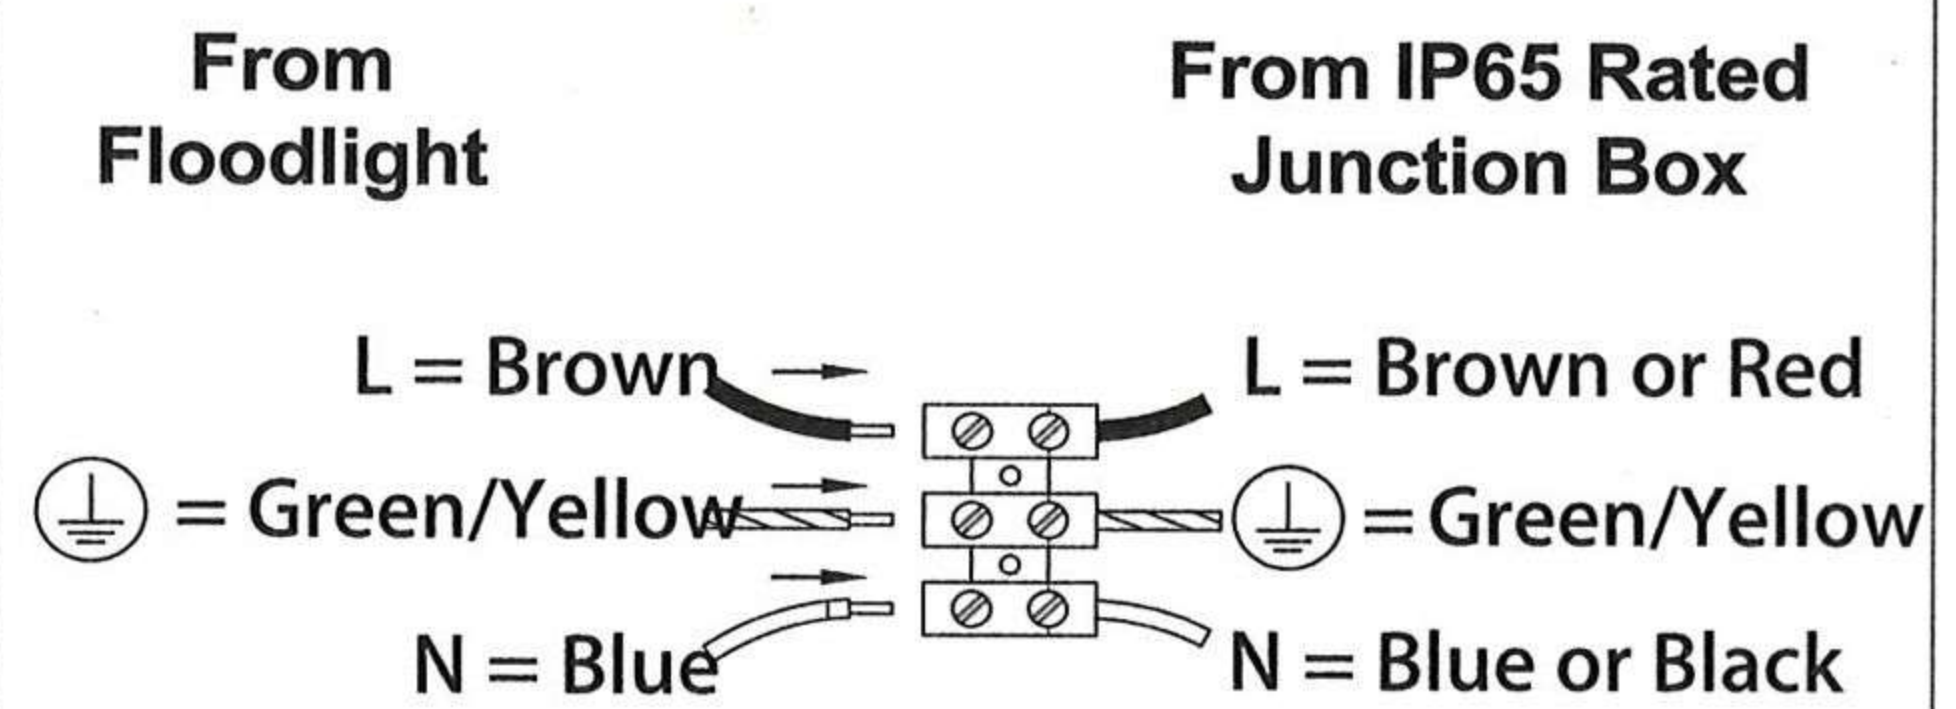 From
Floodlight
From IP65 Rated
Junction Box
L = Brown
L = Brown or Red
= Green/Yellow
= Green/Yellow
N = Blue
N = Blue or Black